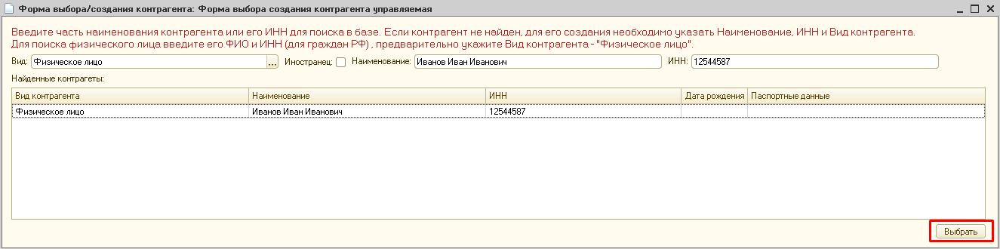 Форма выбора/создания контрагента: Форма выбора создания контрагента управляемая
Введите часть наименования контрагента или его ИНН для поиска в базе. Если контрагент не найден, для его создания необходимо указать Наименование, ИНН и Вид контрагента.
Для поиска физического лица введите его ФИО и ИНН (для граждан РФ) , предварительно укажите Вид контрагента - "Физическое лицо".
Вид: Физическое лицо ... Иностранец: Наименование: Иванов Иван Иванович ИНН: 12544587
Найденные контрагеты:
Вид контрагента Наименование ИНН Дата рождения Паспортные данные
Физическое лицо Иванов Иван Иванович 12544587
Выбрать